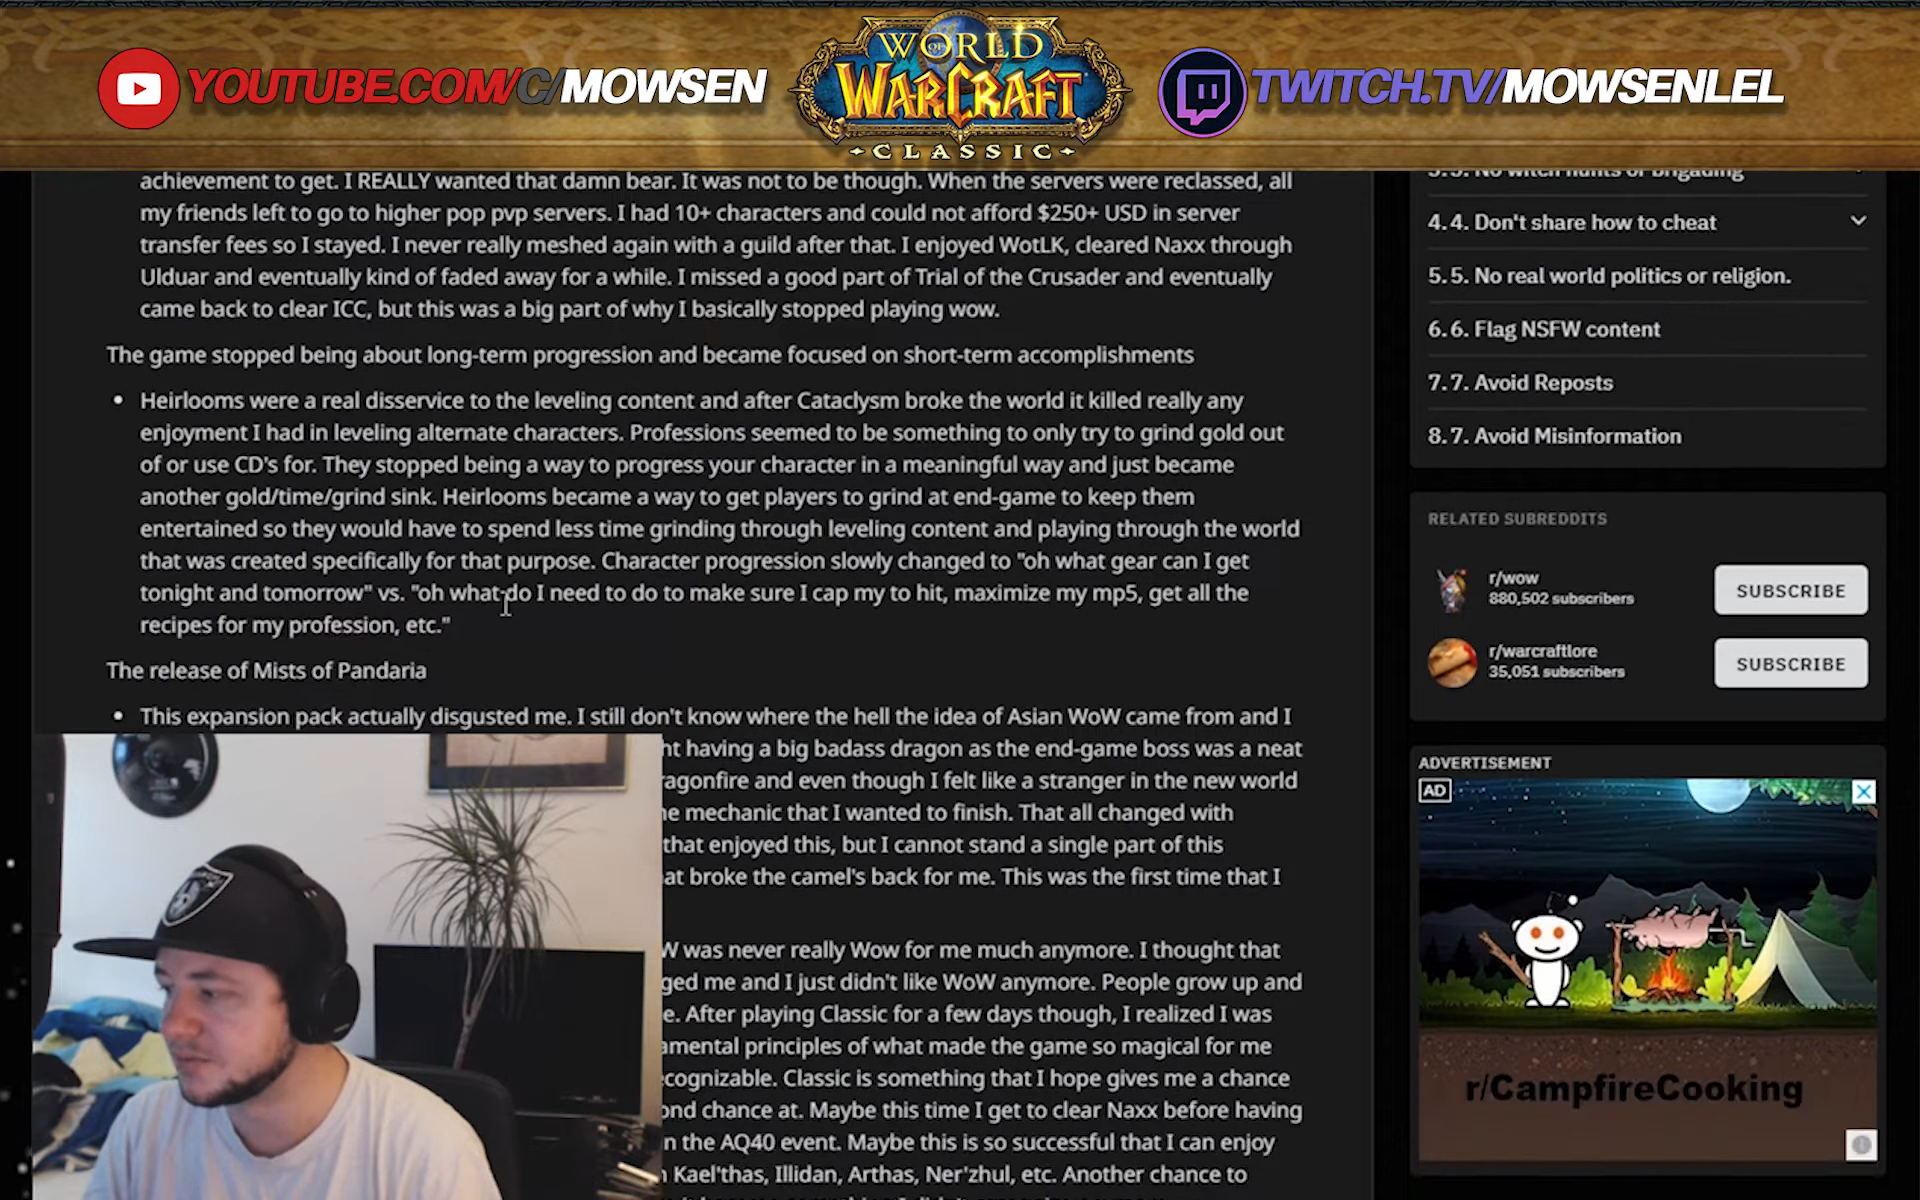 YOUTUBE.COM/C/MOWSEN
WORLD OF WARCRAFT
CLASSIC
TWITCH.TV/MOWSENLEL
achievement to get. I REALLY wanted that damn bear. It was not to be though. When the servers were reclassed, all
my friends left to go to higher pop pvp servers. I had 10+ characters and could not afford $250+ USD in server
transfer fees so I stayed. I never really meshed again with a guild after that. I enjoyed WotLK, cleared Naxx through
Ulduar and eventually kind of faded away for a while. I missed a good part of Trial of the Crusader and eventually
came back to clear ICC, but this was a big part of why I basically stopped playing wow.
The game stopped being about long-term progression and became focused on short-term accomplishments
• Heirlooms were a real disservice to the leveling content and after Cataclysm broke the world it killed really any
enjoyment I had in leveling alternate characters. Professions seemed to be something to only try to grind gold out
of or use CD's for. They stopped being a way to progress your character in a meaningful way and just became
another gold/time/grind sink. Heirlooms became a way to get players to grind at end-game to keep them
entertained so they would have to spend less time grinding through leveling content and playing through the world
that was created specifically for that purpose. Character progression slowly changed to "oh what gear can I get
tonight and tomorrow" vs. "oh what do I need to do to make sure I cap my to hit, maximize my mp5, get all the
recipes for my profession, etc."
The release of Mists of Pandaria
• This expansion pack actually disgusted me. I still don't know where the hell the idea of Asian WoW came from and I
having a big badass dragon as the end-game boss was a neat
and even though I felt like a stranger in the new world
mechanic that I wanted to finish. That all changed with
that enjoyed this, but I cannot stand a single part of this
broke the camel's back for me. This was the first time that I
was never really Wow for me much anymore. I thought that
me and I just didn't like WoW anymore. People grow up and
After playing Classic for a few days though, I realized I was
principles of what made the game so magical for me
Classic is something that I hope gives me a chance
chance at. Maybe this time I get to clear Naxx before having
the AQ40 event. Maybe this is so successful that I can enjoy
Kael'thas, Illidan, Arthas, Ner'zhul, etc. Another chance to
No witch hunts or brigading
4.4. Don't share how to cheat
5.5. No real world politics or religion.
6.6. Flag NSFW content
7.7. Avoid Reposts
8.7. Avoid Misinformation
RELATED SUBREDDITS
r/wow
880,502 subscribers
SUBSCRIBE
r/warcraftlore
35,051 subscribers
SUBSCRIBE
ADVERTISEMENT
AD
r/CampfireCooking